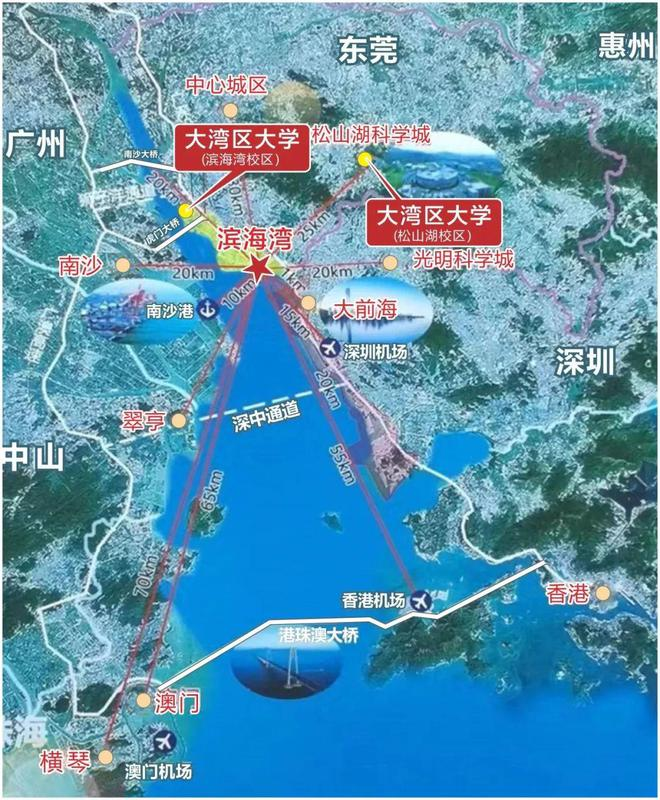 东莞
惠州
中心城区
广州
大湾区大学
(滨海湾校区)
松山湖科学城
南沙大桥
20km
虎门大桥
25km
大湾区大学
(松山湖校区)
滨海湾
南沙
20km
20km
光明科学城
10km
1km
南沙港
15km
大前海
深圳机场
深圳
20km
翠亨
深中通道
中山
55km
65km
70km
香港机场
香港
港珠澳大桥
澳门
珠海
横琴
澳门机场